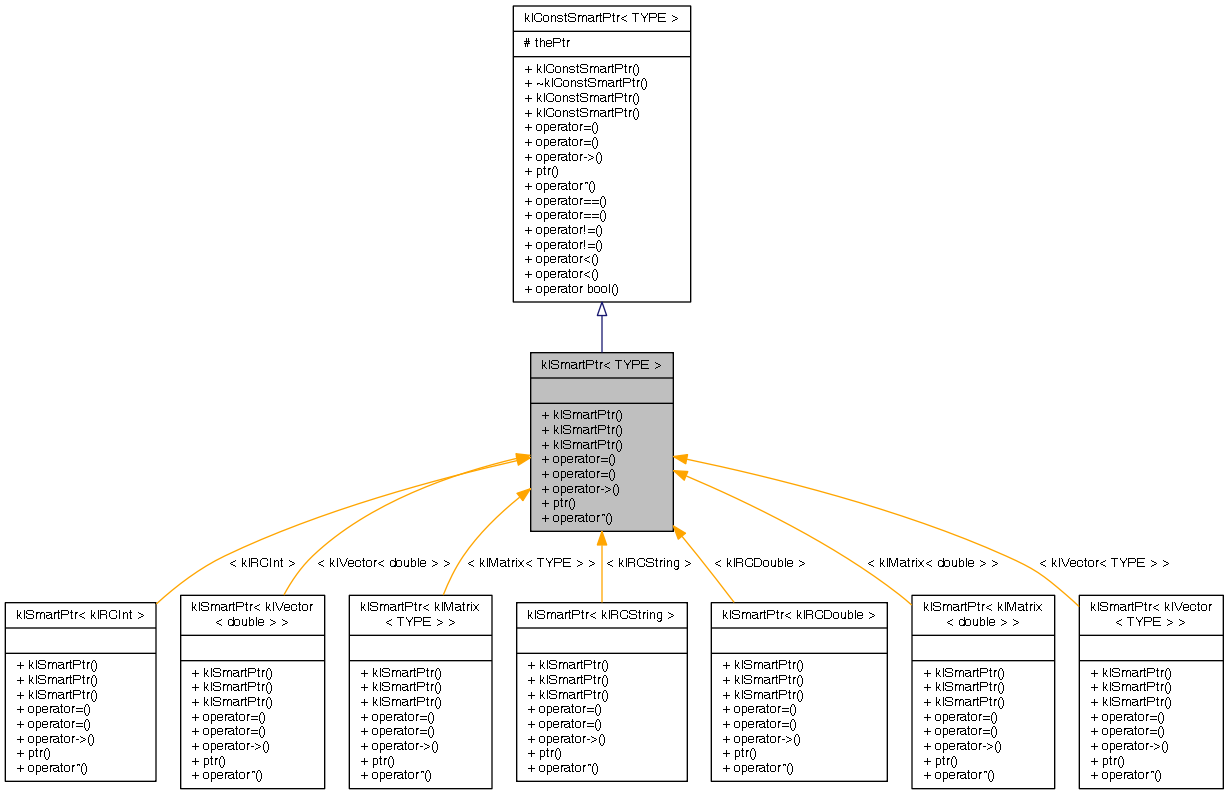 klConstSmartPtr< TYPE >
# thePtr
+ klConstSmartPtr()
+ ~klConstSmartPtr()
+ klConstSmartPtr()
+ klConstSmartPtr()
+ operator=()
+ operator=()
+ operator->()
+ ptr()
+ operator*()
+ operator==()
+ operator==()
+ operator!=()
+ operator!=()
+ operator<()
+ operator<()
+ operator bool()
klSmartPtr< TYPE >
+ klSmartPtr()
+ klSmartPtr()
+ klSmartPtr()
+ operator=()
+ operator=()
+ operator->()
+ ptr()
+ operator*()
< klRCInt >
< klVector< double > >
< klMatrix< TYPE > >
< klRCString >
< klRCDouble >
< klMatrix< double > >
< klVector< TYPE > >
klSmartPtr< klRCInt >
+ klSmartPtr()
+ klSmartPtr()
+ klSmartPtr()
+ operator=()
+ operator=()
+ operator->()
+ ptr()
+ operator*()
klSmartPtr< klVector
< double > >
+ klSmartPtr()
+ klSmartPtr()
+ klSmartPtr()
+ operator=()
+ operator=()
+ operator->()
+ ptr()
+ operator*()
klSmartPtr< klMatrix
< TYPE > >
+ klSmartPtr()
+ klSmartPtr()
+ klSmartPtr()
+ operator=()
+ operator=()
+ operator->()
+ ptr()
+ operator*()
klSmartPtr< klRCString >
+ klSmartPtr()
+ klSmartPtr()
+ klSmartPtr()
+ operator=()
+ operator=()
+ operator->()
+ ptr()
+ operator*()
klSmartPtr< klRCDouble >
+ klSmartPtr()
+ klSmartPtr()
+ klSmartPtr()
+ operator=()
+ operator=()
+ operator->()
+ ptr()
+ operator*()
klSmartPtr< klMatrix
< double > >
+ klSmartPtr()
+ klSmartPtr()
+ klSmartPtr()
+ operator=()
+ operator=()
+ operator->()
+ ptr()
+ operator*()
klSmartPtr< klVector
< TYPE > >
+ klSmartPtr()
+ klSmartPtr()
+ klSmartPtr()
+ operator=()
+ operator=()
+ operator->()
+ ptr()
+ operator*()